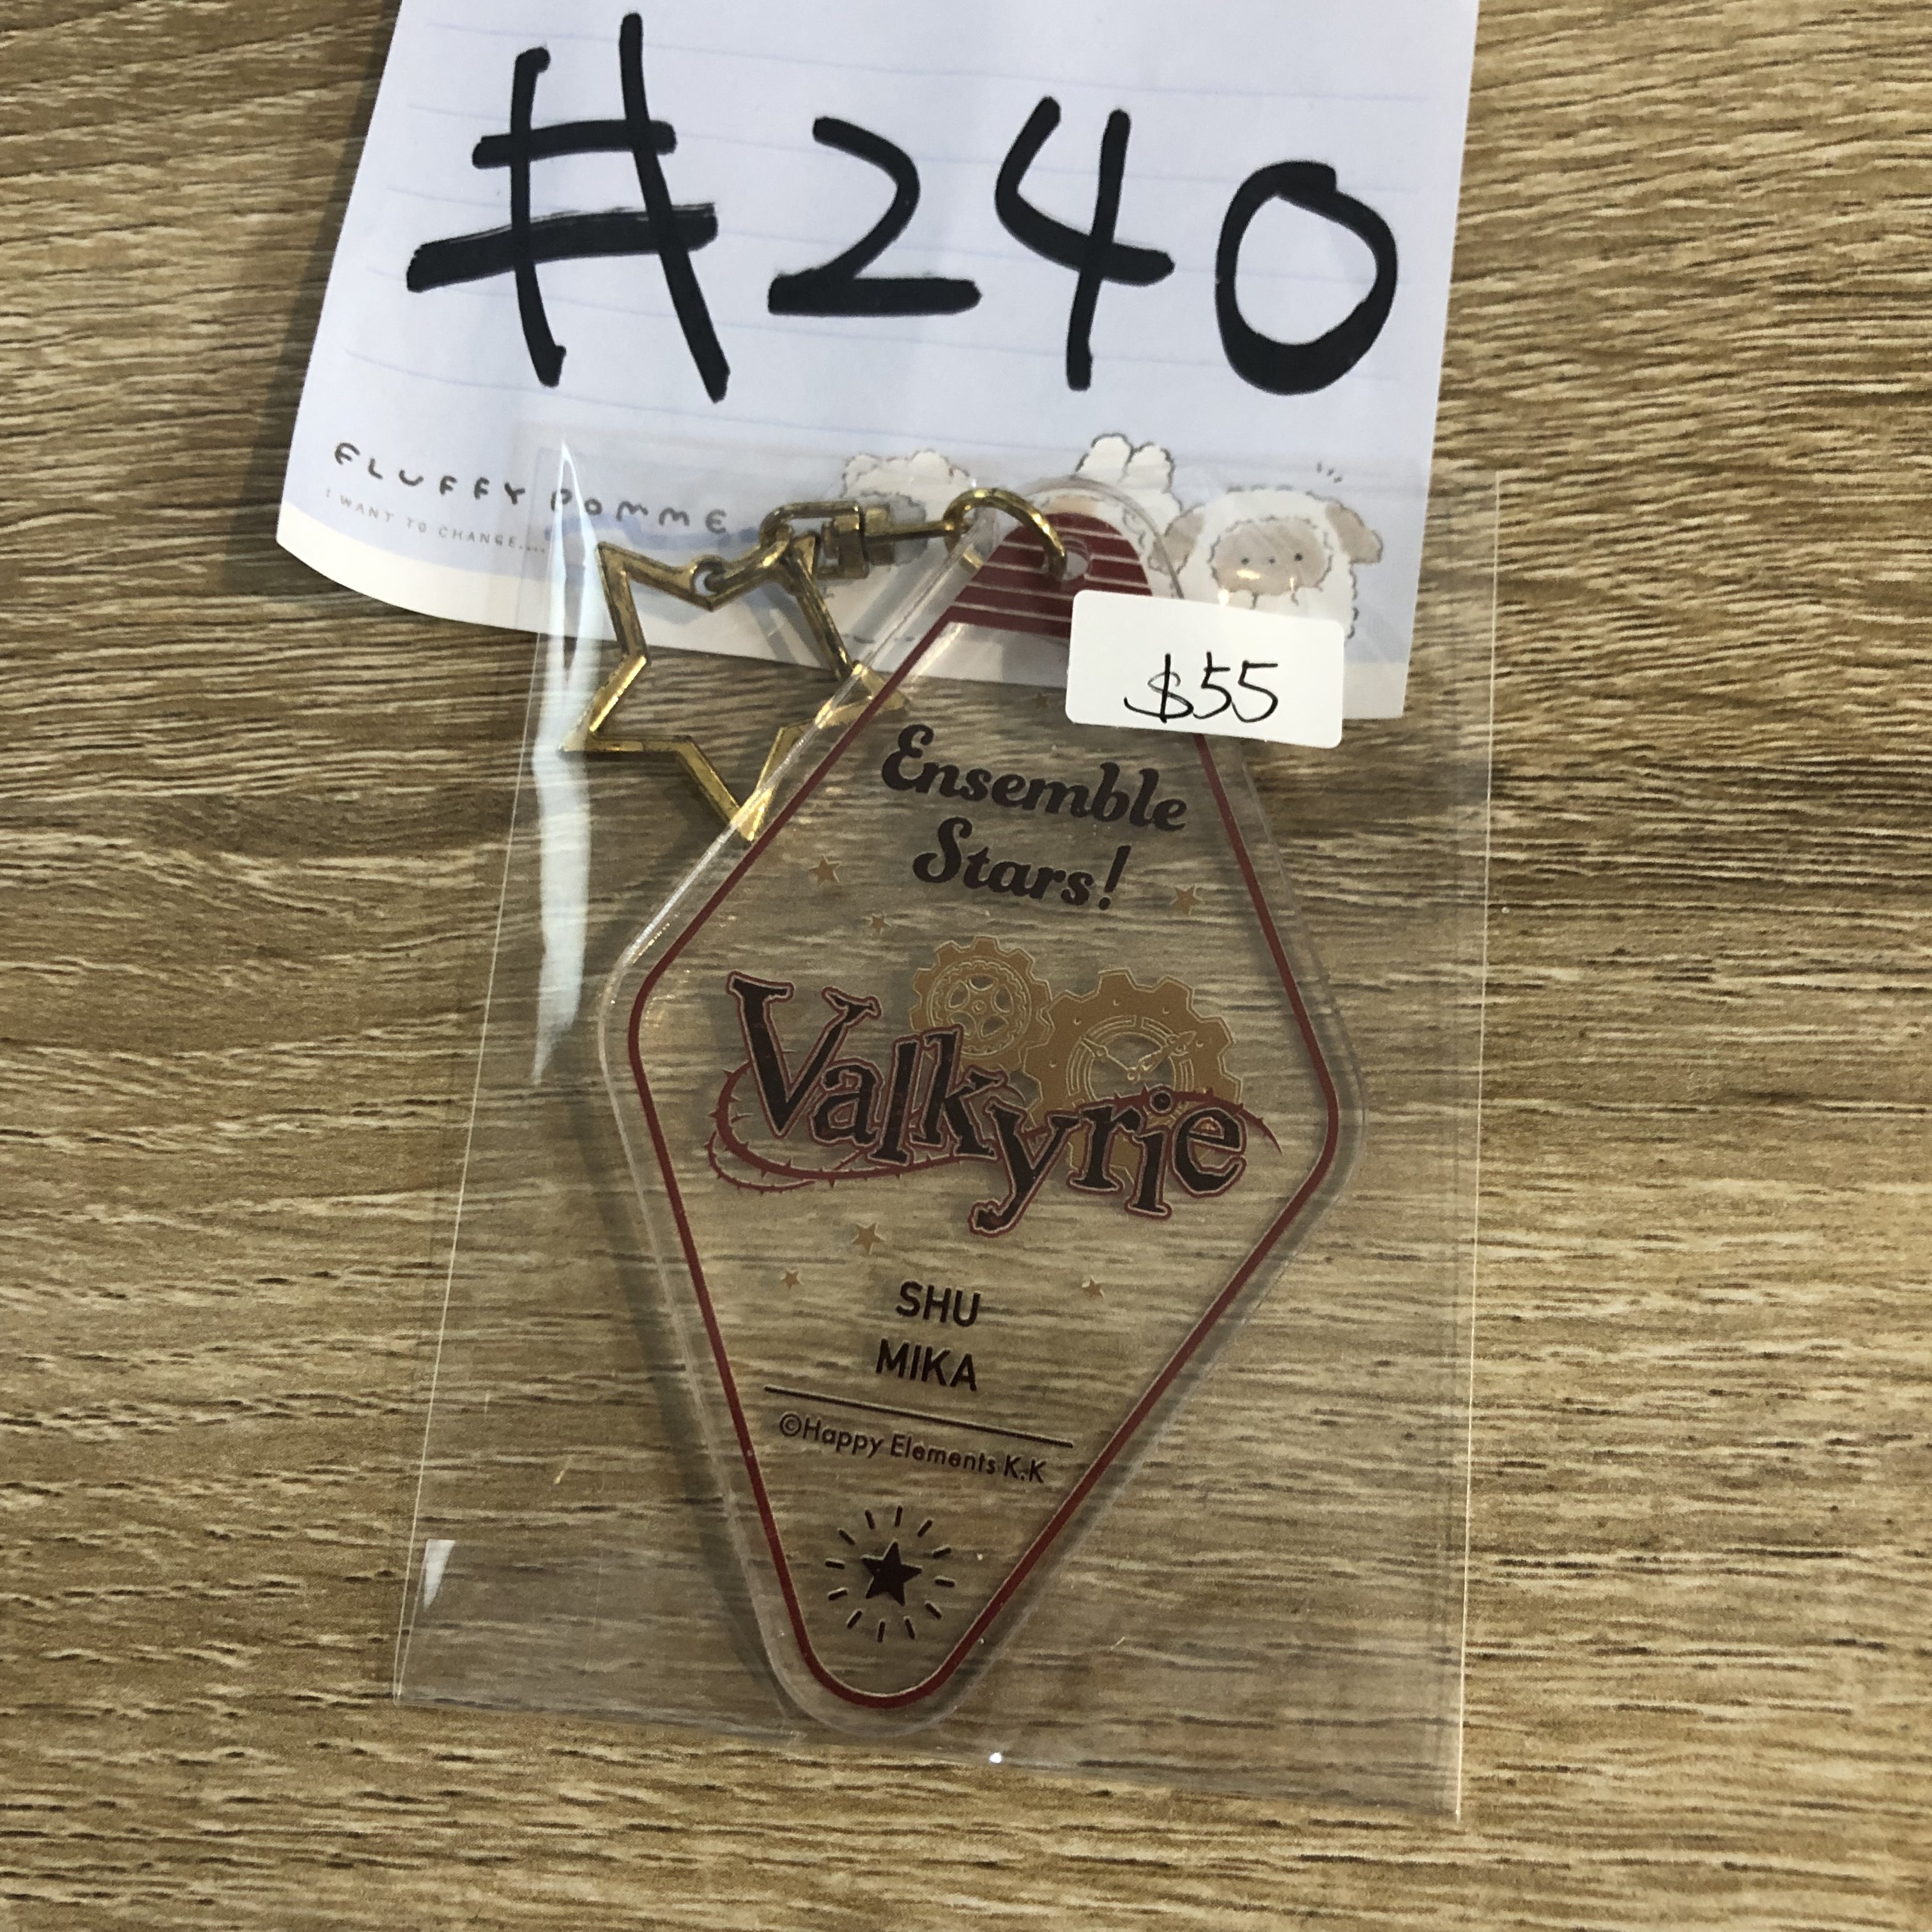 #240
FLUFFY POMME
I WANT TO CHANGE....
$55
Ensemble
Stars!
Valkyrie
SHU
MIKA
©Happy Elements K.K